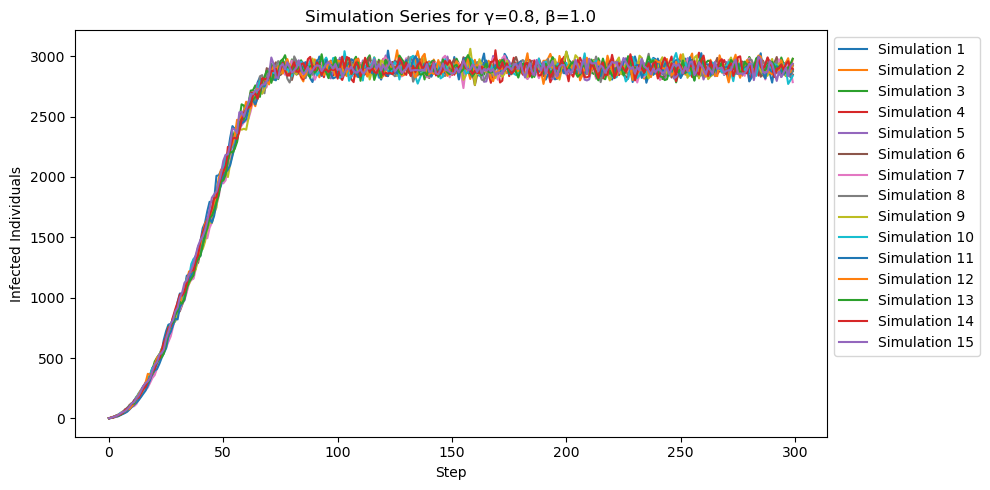 Simulation Series for γ=0.8, β=1.0
Infected Individuals
3000
2500
2000
1500
1000
500
0
0 50 100 150 200 250 300
Step
Simulation 1
Simulation 2
Simulation 3
Simulation 4
Simulation 5
Simulation 6
Simulation 7
Simulation 8
Simulation 9
Simulation 10
Simulation 11
Simulation 12
Simulation 13
Simulation 14
Simulation 15